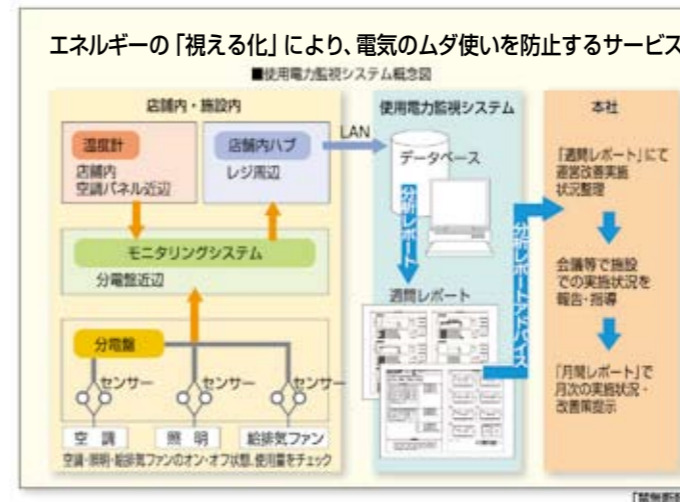 エネルギーの「視える化」により、電気のムダ使いを防止するサービス
■使用電力監視システム概念図
店舗内・施設内
温度計
店舗内
空調パネル近辺
店舗内ハブ
レジ周辺
LAN
モニタリングシステム
分電盤近辺
分電盤
センサー
センサー
センサー
空調
照明
給排気ファン
空調・照明・給排気ファンのオン・オフ状態、使用量をチェック
使用電力監視システム
データベース
分析レポート
週間レポート
分析レポートアドバイス
本社
「週間レポート」にて
運営改善実施
状況整理
会議等で施設
での実施状況を
報告・指導
「月間レポート」で
月次の実施状況・
改善策提示